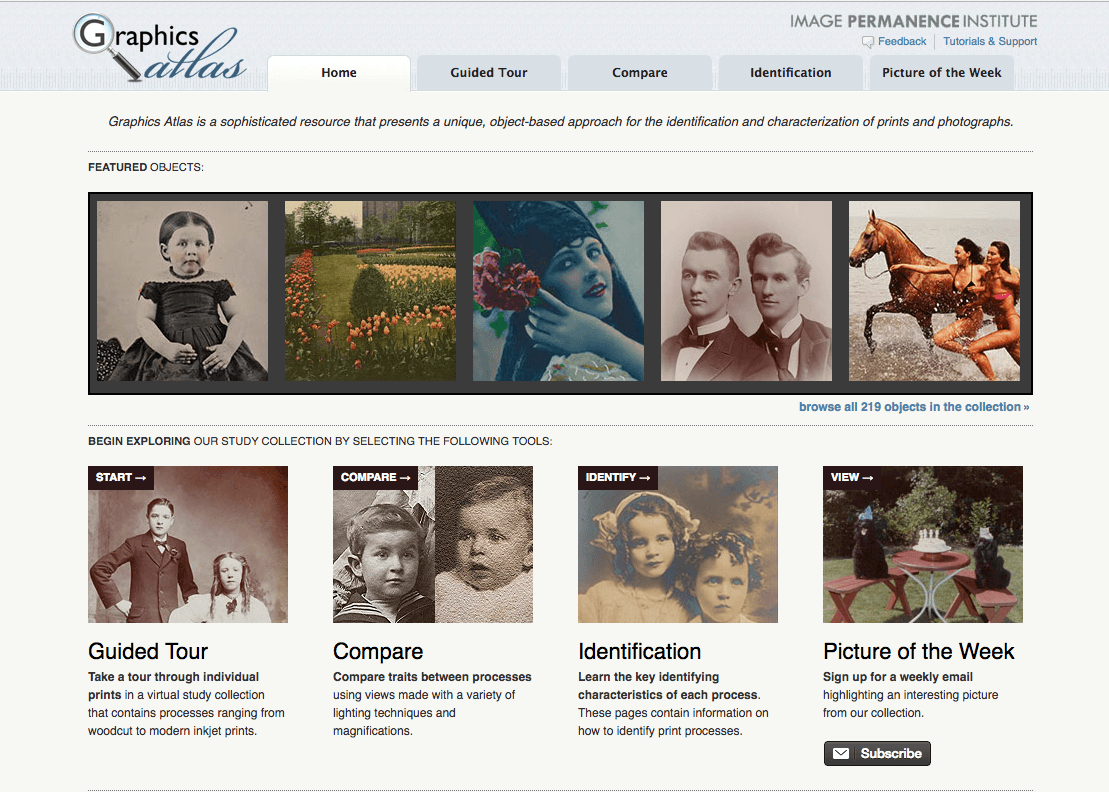 Graphics
atlas
IMAGE PERMANENCE INSTITUTE
Feedback Tutorials & Support
Home Guided Tour Compare Identification Picture of the Week
Graphics Atlas is a sophisticated resource that presents a unique, object-based approach for the identification and characterization of prints and photographs.
FEATURED OBJECTS:
browse all 219 objects in the collection »
BEGIN EXPLORING OUR STUDY COLLECTION BY SELECTING THE FOLLOWING TOOLS:
START →
Guided Tour
Take a tour through individual
prints in a virtual study collection
that contains processes ranging from
woodcut to modern inkjet prints.
COMPARE →
Compare
Compare traits between processes
using views made with a variety of
lighting techniques and
magnifications.
IDENTIFY →
Identification
Learn the key identifying
characteristics of each process.
These pages contain information on
how to identify print processes.
VIEW →
Picture of the Week
Sign up for a weekly email
highlighting an interesting picture
from our collection.
Subscribe